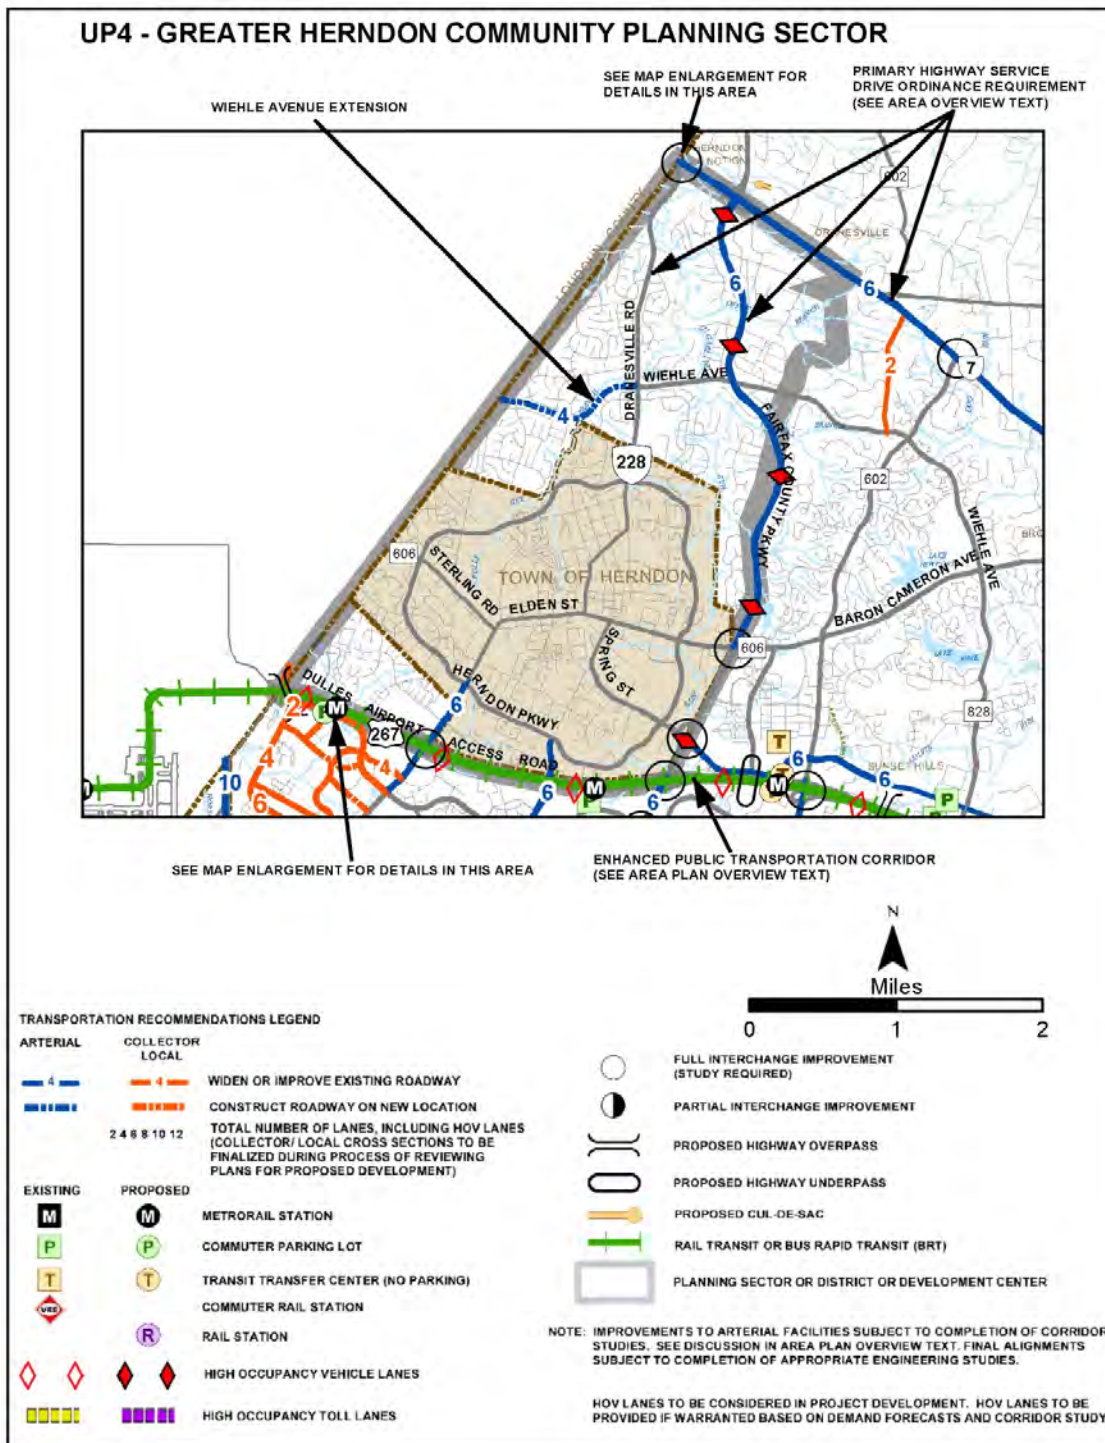 UP4 - GREATER HERNDON COMMUNITY PLANNING SECTOR
SEE MAP ENLARGEMENT FOR
DETAILS IN THIS AREA
PRIMARY HIGHWAY SERVICE
DRIVE ORDINANCE REQUIREMENT
(SEE AREA OVERVIEW TEXT)
WIEHLE AVENUE EXTENSION
602
LOUDOUN COUNTY
DRANESVILLE
6
6
DRANESVILLE RD
2
7
WIEHLE AVE
4
FAIRFAX COUNTY PKWY
228
602
WIEHLE AVE
606
STERLING RD
TOWN OF HERNDON
ELDEN ST
BARON CAMERON AVE
SPRING ST
606
HERNDON PKWY
828
DULLES AIRPORT ACCESS ROAD
267
2
P
M
6
T
4
4
10
6
6
M
P
6
T
M
6
6
SUNSET HILLS
P
SEE MAP ENLARGEMENT FOR DETAILS IN THIS AREA
ENHANCED PUBLIC TRANSPORTATION CORRIDOR
(SEE AREA PLAN OVERVIEW TEXT)
N
Miles
0 1 2
TRANSPORTATION RECOMMENDATIONS LEGEND
ARTERIAL
COLLECTOR
LOCAL
4 4 WIDEN OR IMPROVE EXISTING ROADWAY
CONSTRUCT ROADWAY ON NEW LOCATION
2 4 6 8 10 12 TOTAL NUMBER OF LANES, INCLUDING HOV LANES
(COLLECTOR/ LOCAL CROSS SECTIONS TO BE
FINALIZED DURING PROCESS OF REVIEWING
PLANS FOR PROPOSED DEVELOPMENT)
EXISTING PROPOSED
M M METRORAIL STATION
P P COMMUTER PARKING LOT
T T TRANSIT TRANSFER CENTER (NO PARKING)
VRE COMMUTER RAIL STATION
R RAIL STATION
HIGH OCCUPANCY VEHICLE LANES
HIGH OCCUPANCY TOLL LANES
FULL INTERCHANGE IMPROVEMENT
(STUDY REQUIRED)
PARTIAL INTERCHANGE IMPROVEMENT
PROPOSED HIGHWAY OVERPASS
PROPOSED HIGHWAY UNDERPASS
PROPOSED CUL-DE-SAC
RAIL TRANSIT OR BUS RAPID TRANSIT (BRT)
PLANNING SECTOR OR DISTRICT OR DEVELOPMENT CENTER
NOTE: IMPROVEMENTS TO ARTERIAL FACILITIES SUBJECT TO COMPLETION OF CORRIDOR
STUDIES. SEE DISCUSSION IN AREA PLAN OVERVIEW TEXT. FINAL ALIGNMENTS
SUBJECT TO COMPLETION OF APPROPRIATE ENGINEERING STUDIES.
HOV LANES TO BE CONSIDERED IN PROJECT DEVELOPMENT. HOV LANES TO BE
PROVIDED IF WARRANTED BASED ON DEMAND FORECASTS AND CORRIDOR STUDY